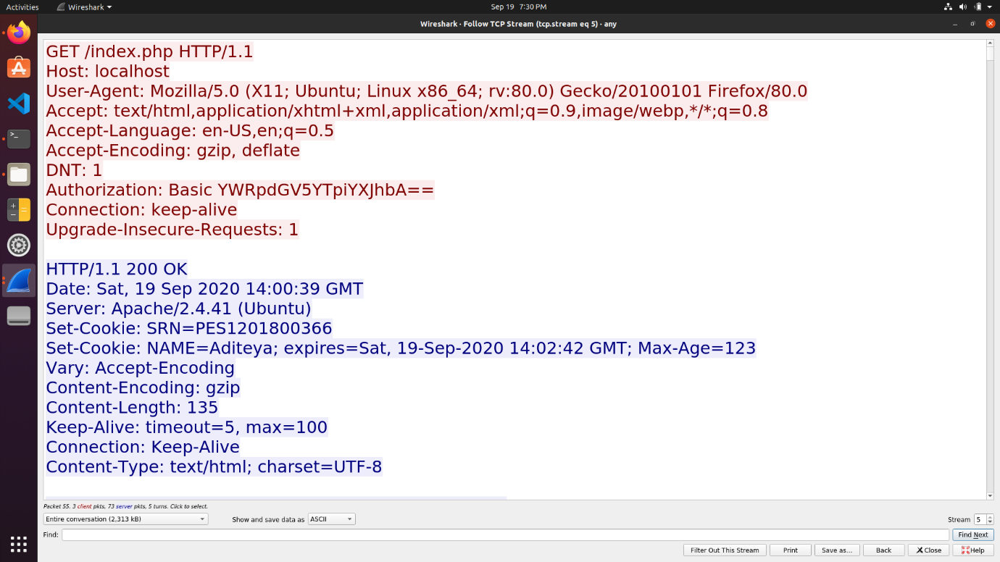 Activities
Wireshark
Sep 19 7:30 PM
Wireshark · Follow TCP Stream (tcp.stream eq 5) · any
GET /index.php HTTP/1.1
Host: localhost
User-Agent: Mozilla/5.0 (X11; Ubuntu; Linux x86_64; rv:80.0) Gecko/20100101 Firefox/80.0
Accept: text/html,application/xhtml+xml,application/xml;q=0.9,image/webp,*/*;q=0.8
Accept-Language: en-US,en;q=0.5
Accept-Encoding: gzip, deflate
DNT: 1
Authorization: Basic YWRpdGV5YTpiYXJhbA==
Connection: keep-alive
Upgrade-Insecure-Requests: 1
HTTP/1.1 200 OK
Date: Sat, 19 Sep 2020 14:00:39 GMT
Server: Apache/2.4.41 (Ubuntu)
Set-Cookie: SRN=PES1201800366
Set-Cookie: NAME=Aditeya; expires=Sat, 19-Sep-2020 14:02:42 GMT; Max-Age=123
Vary: Accept-Encoding
Content-Encoding: gzip
Content-Length: 135
Keep-Alive: timeout=5, max=100
Connection: Keep-Alive
Content-Type: text/html; charset=UTF-8
Packet 55. 3 client pkts, 73 server pkts, 5 turns. Click to select.
Entire conversation (2,313 kB)
Show and save data as ASCII
Stream 5
Find:
Find Next
Filter Out This Stream
Print
Save as…
Back
Close
Help